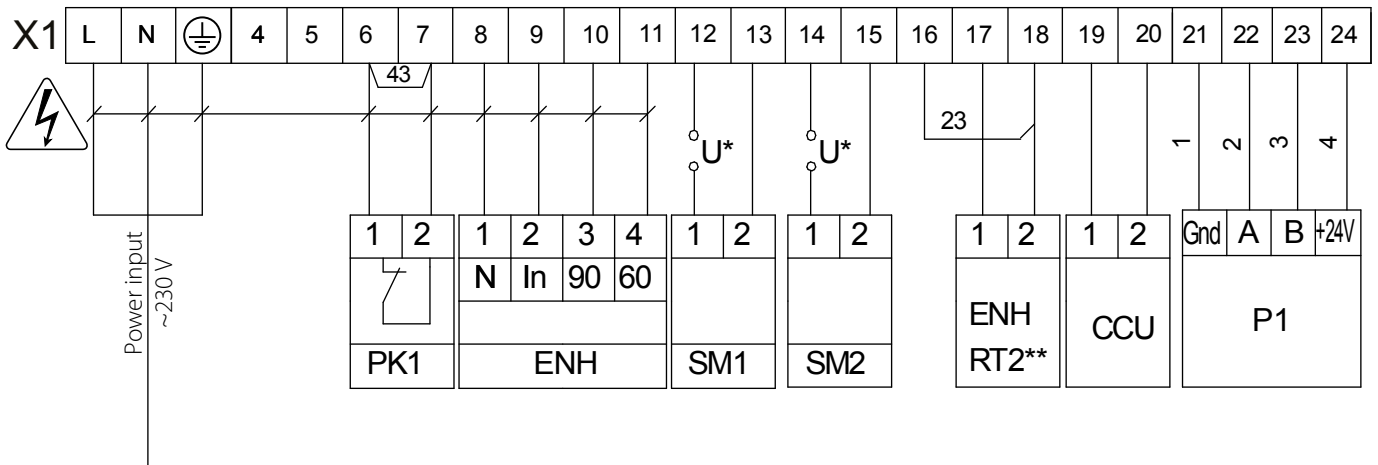 X1 L N 4 5 6 7 8 9 10 11 12 13 14 15 16 17 18 19 20 21 22 23 24
43
23
U* U*
1 2 3 4
Power input
~230 V
1 2 1 2 3 4 1 2 1 2 1 2 1 2 Gnd A B +24V
N In 90 60
ENH
RT2**
CCU
P1
PK1 ENH SM1 SM2